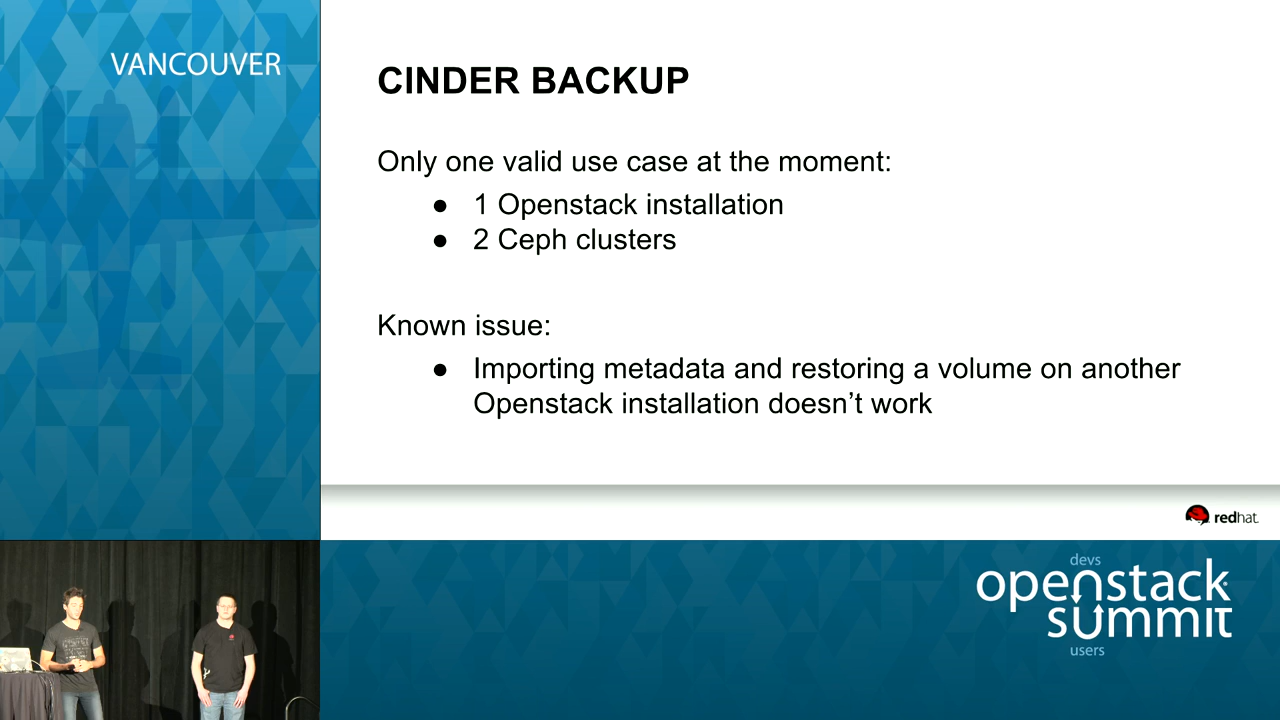 VANCOUVER
CINDER BACKUP
Only one valid use case at the moment:
● 1 Openstack installation
● 2 Ceph clusters
Known issue:
● Importing metadata and restoring a volume on another
Openstack installation doesn’t work
redhat.
devs
openstack
summit
users